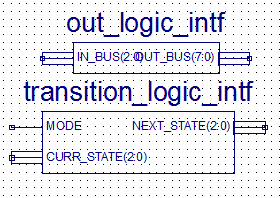 out_logic_intf
IN_BUS(2:0) OUT_BUS(7:0)
transition_logic_intf
MODE NEXT_STATE(2:0)
CURR_STATE(2:0)